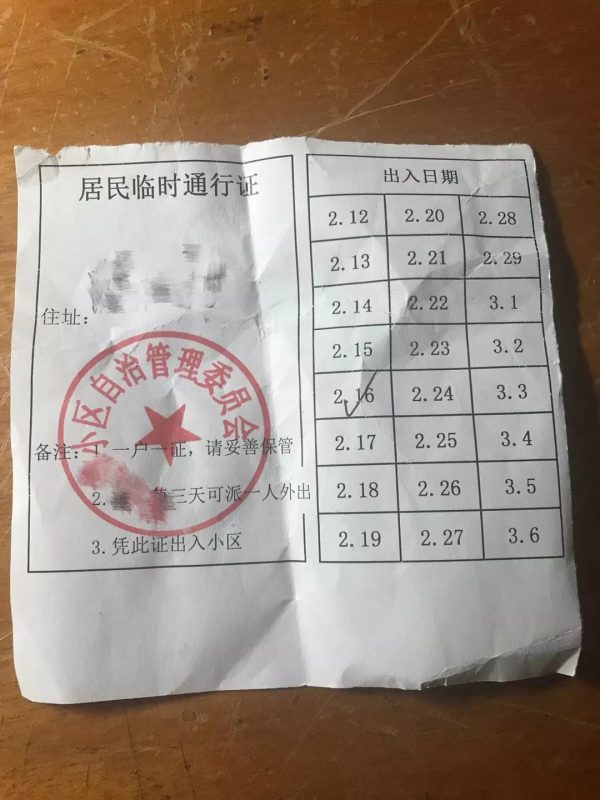 居民临时通行证
住址:
小区自治管理委员会
备注: 1.一户一证，请妥善保管
2. 三天可派一人外出
3.凭此证出入小区
出入日期
2.12 2.20 2.28
2.13 2.21 2.29
2.14 2.22 3.1
2.15 2.23 3.2
2.16 2.24 3.3
2.17 2.25 3.4
2.18 2.26 3.5
2.19 2.27 3.6